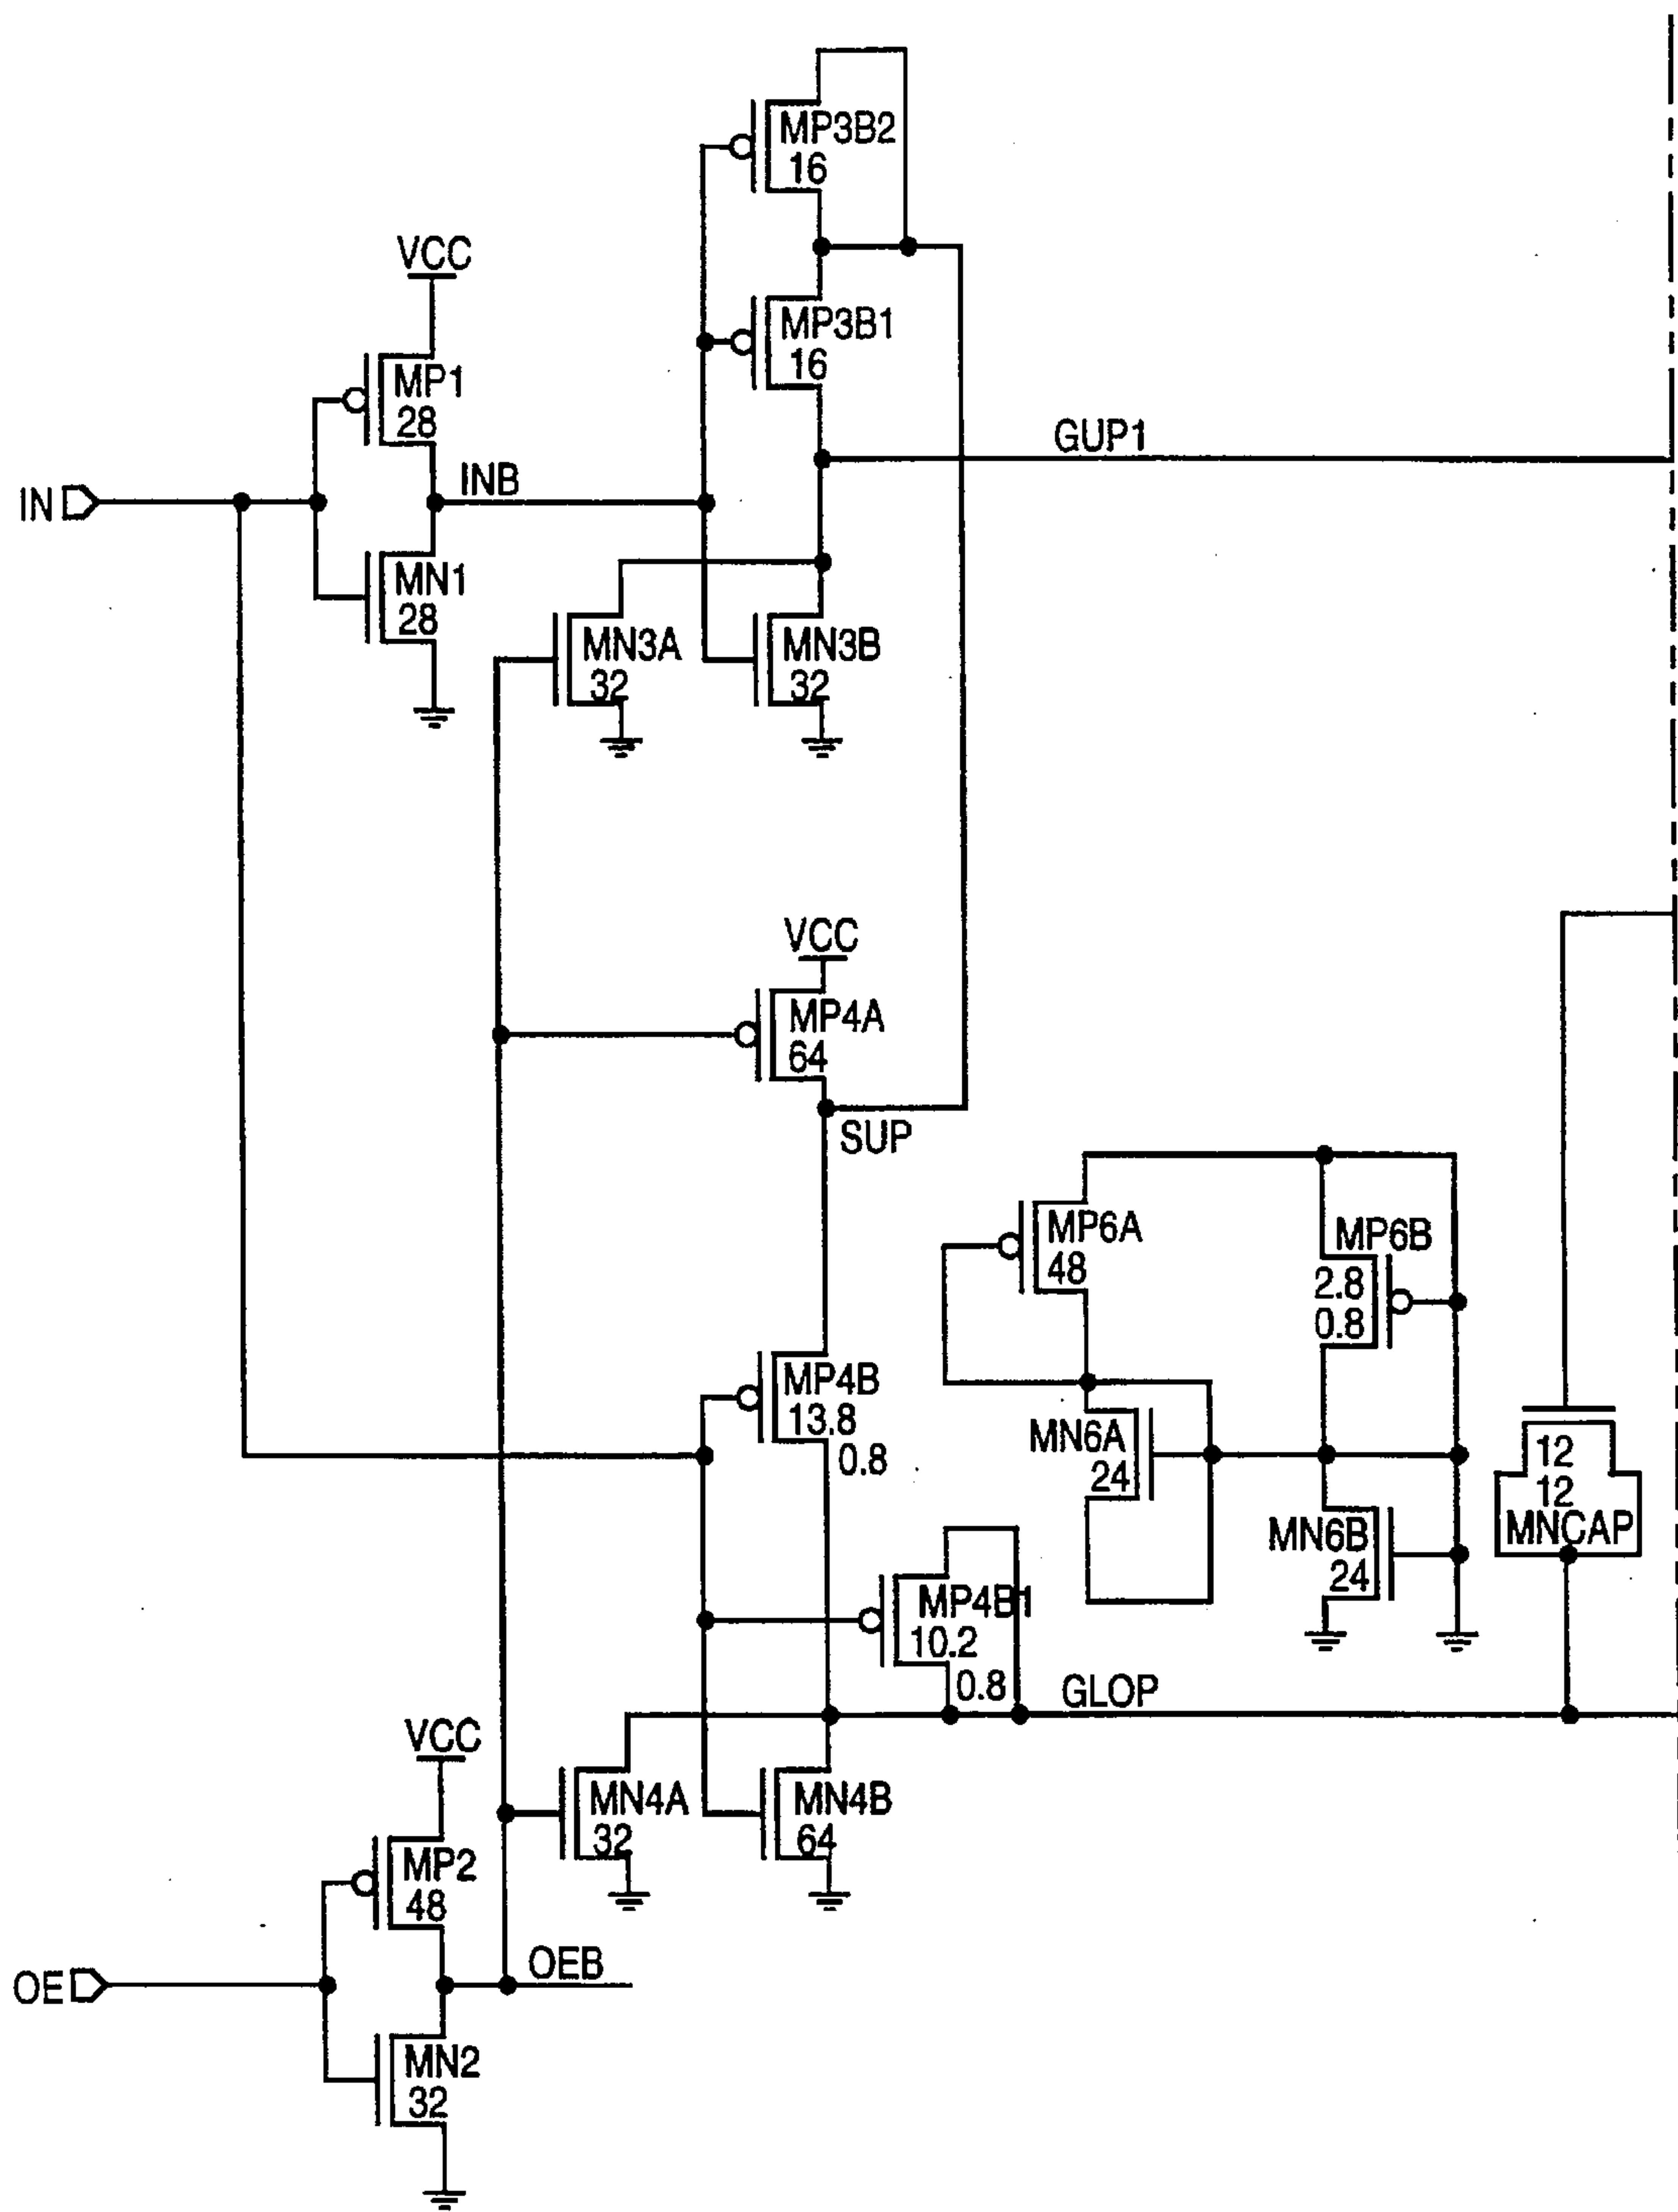 MP3B2
16
VCC
MP3B1
16
MP1
28
GUP1
INB
IN
MN1
28
MN3A
32
MN3B
32
VCC
MP4A
64
SUP
MP6A
48
MP6B
2.8
0.8
MP4B
13.8
0.8
MN6A
24
12
12
MNCAP
MN6B
24
MP4B1
10.2
0.8
GLOP
VCC
MN4A
32
MN4B
64
MP2
48
OEB
OE
MN2
32